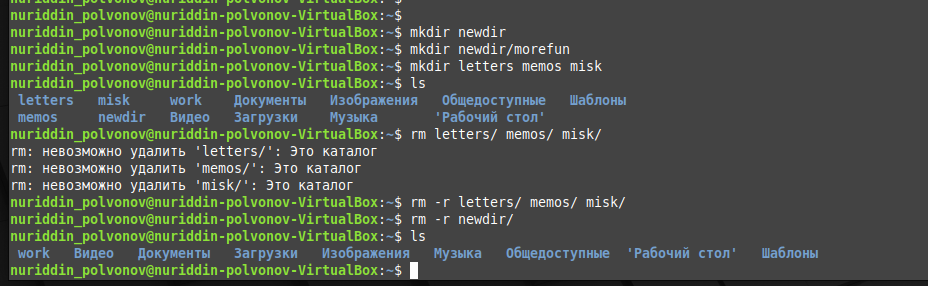 nuriddin_polvonov@nuriddin-polvonov-VirtualBox:~$
nuriddin_polvonov@nuriddin-polvonov-VirtualBox:~$
nuriddin_polvonov@nuriddin-polvonov-VirtualBox:~$ mkdir newdir
nuriddin_polvonov@nuriddin-polvonov-VirtualBox:~$ mkdir newdir/morefun
nuriddin_polvonov@nuriddin-polvonov-VirtualBox:~$ mkdir letters memos misk
nuriddin_polvonov@nuriddin-polvonov-VirtualBox:~$ ls
letters misk work Документы Изображения Общедоступные Шаблоны
memos newdir Видео Загрузки Музыка 'Рабочий стол'
nuriddin_polvonov@nuriddin-polvonov-VirtualBox:~$ rm letters/ memos/ misk/
rm: невозможно удалить 'letters/': Это каталог
rm: невозможно удалить 'memos/': Это каталог
rm: невозможно удалить 'misk/': Это каталог
nuriddin_polvonov@nuriddin-polvonov-VirtualBox:~$ rm -r letters/ memos/ misk/
nuriddin_polvonov@nuriddin-polvonov-VirtualBox:~$ rm -r newdir/
nuriddin_polvonov@nuriddin-polvonov-VirtualBox:~$ ls
work Видео Документы Загрузки Изображения Музыка Общедоступные 'Рабочий стол' Шаблоны
nuriddin_polvonov@nuriddin-polvonov-VirtualBox:~$